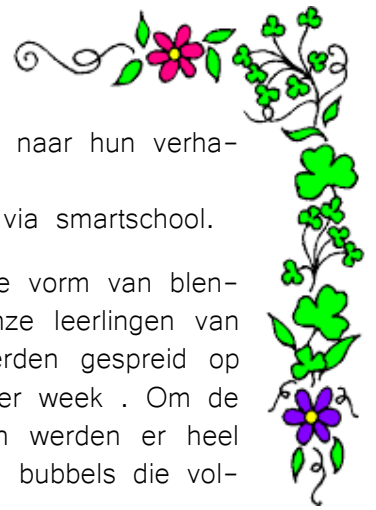 naar hun verha-
via smartschool.
e vorm van blen-
nze leerlingen van
erden gespreid op
er week . Om de
n werden er heel
bubbels die vol-